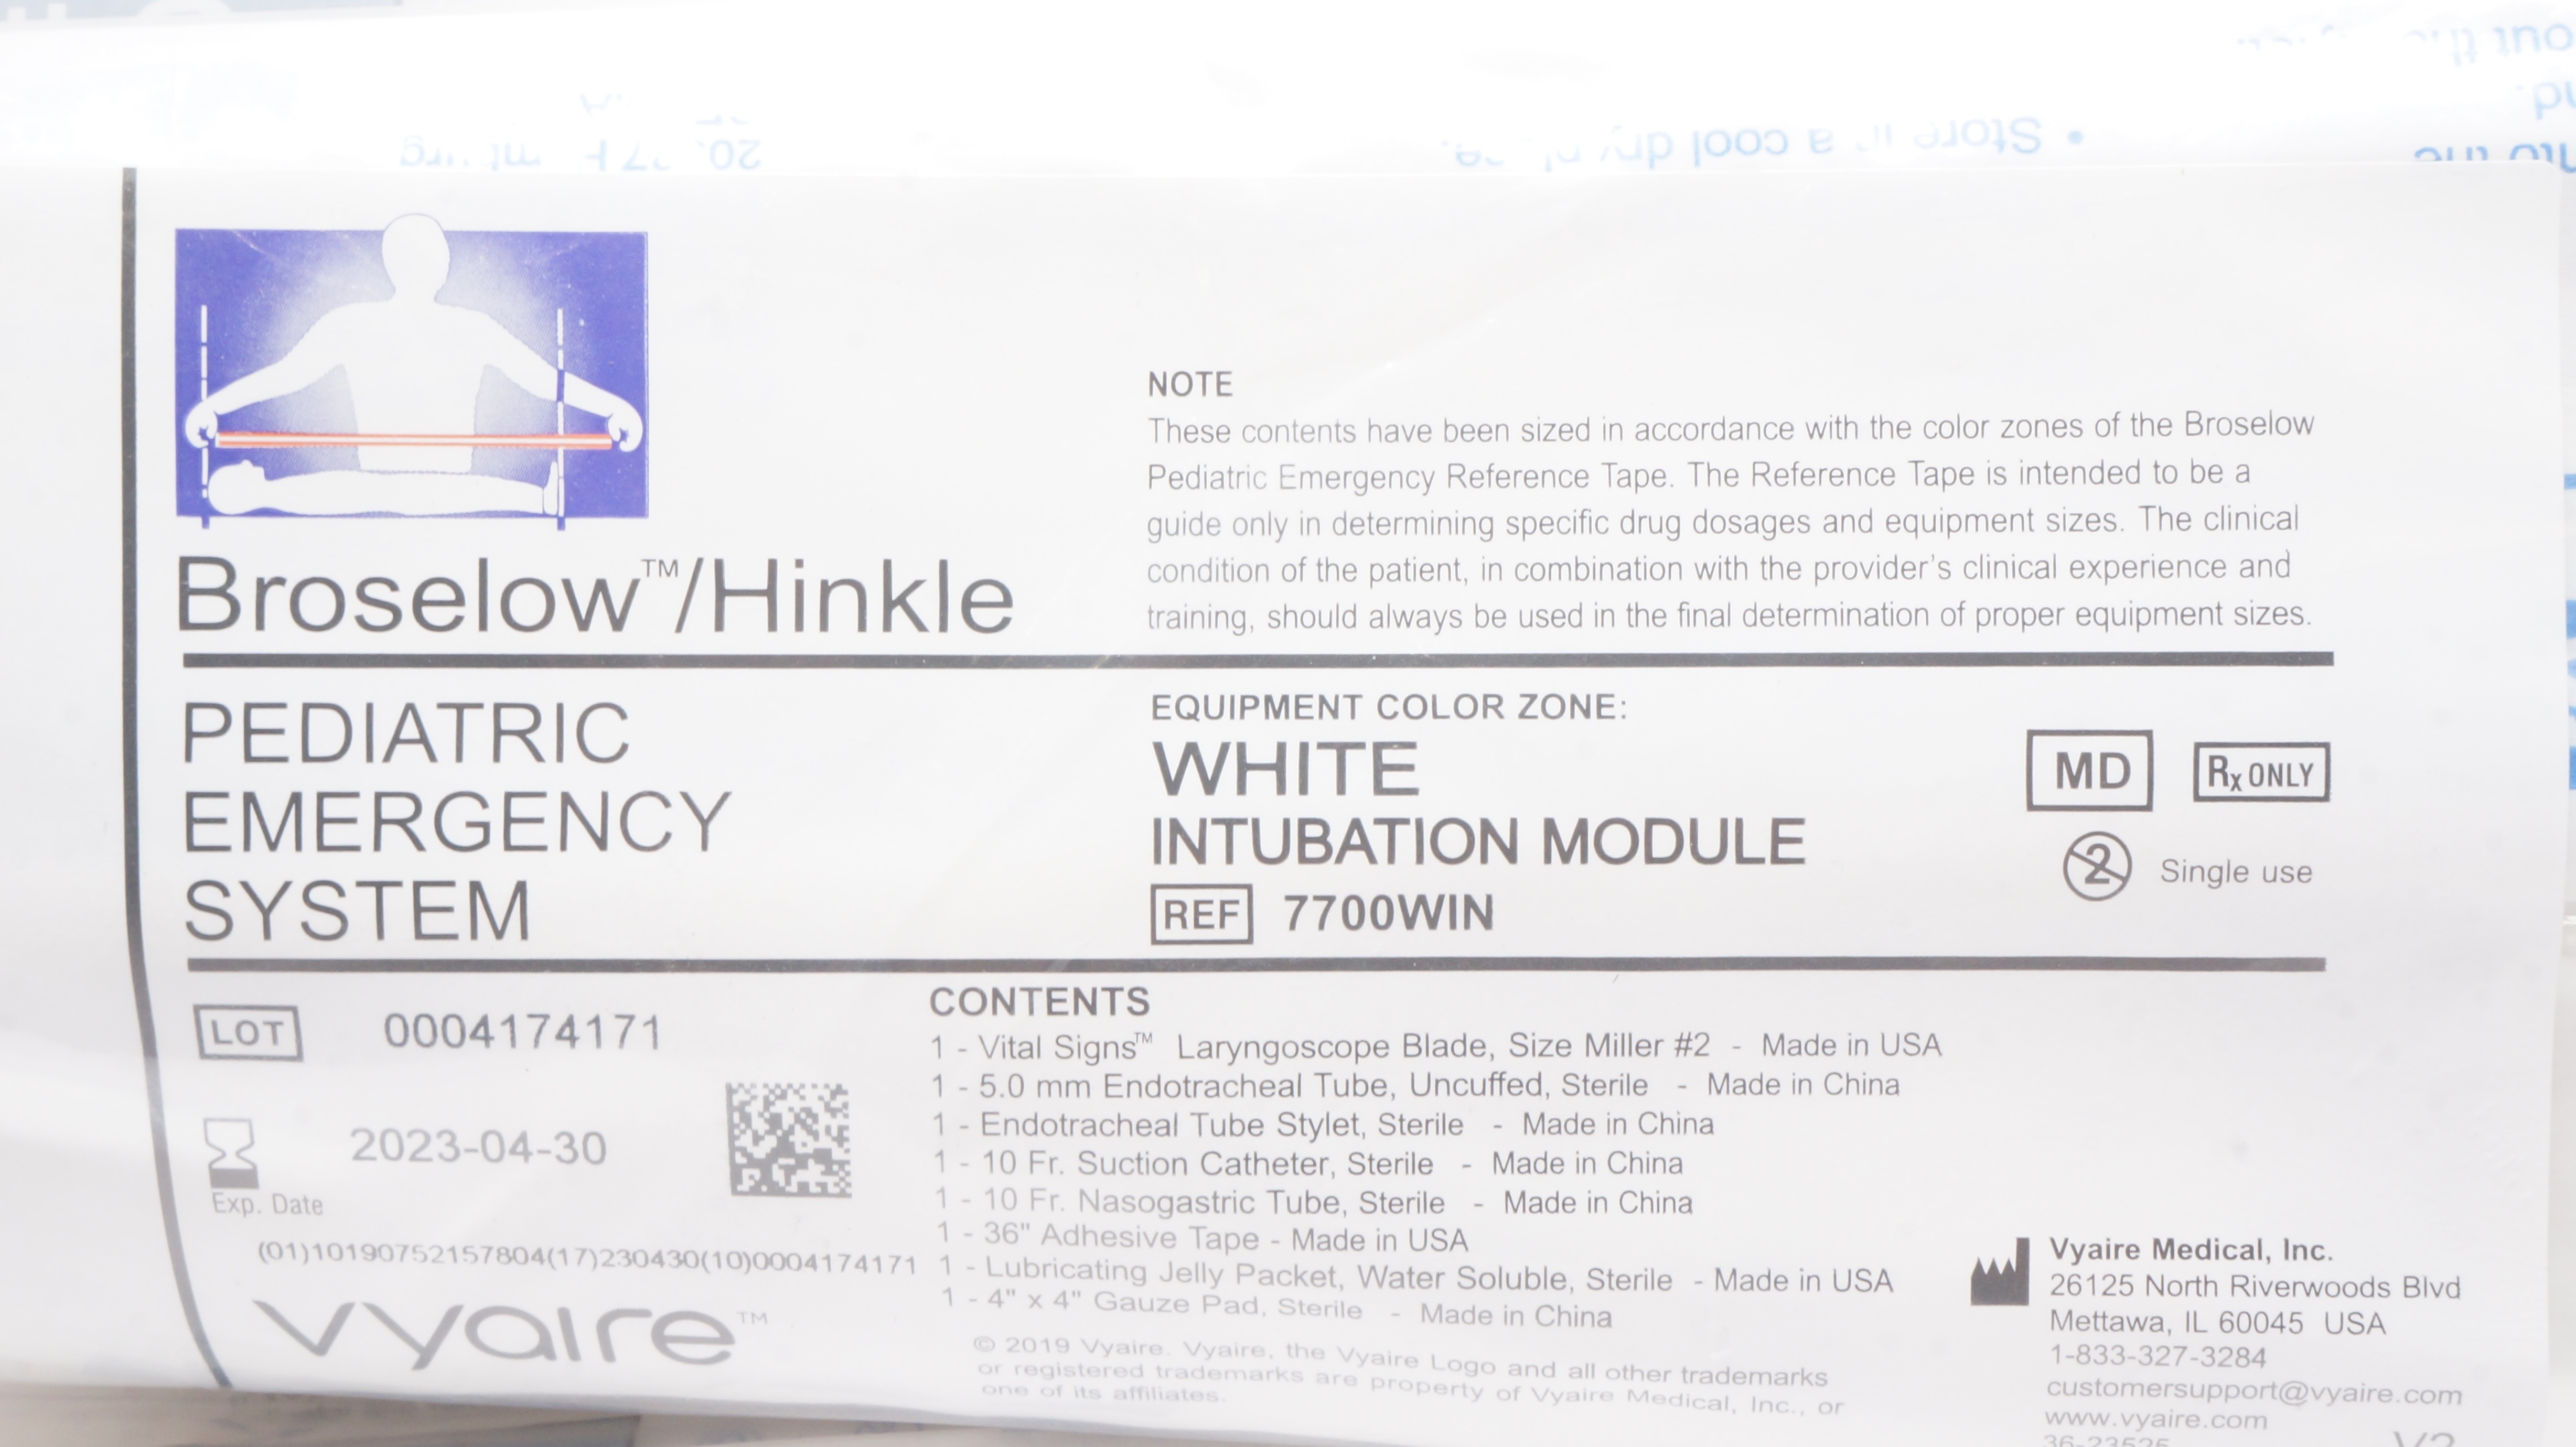 • Store in a cool dry
Broselow™/Hinkle
NOTE
These contents have been sized in accordance with the color zones of the Broselow
Pediatric Emergency Reference Tape. The Reference Tape is intended to be a
guide only in determining specific drug dosages and equipment sizes. The clinical
condition of the patient, in combination with the provider's clinical experience and
training, should always be used in the final determination of proper equipment sizes.
PEDIATRIC
EMERGENCY
SYSTEM
EQUIPMENT COLOR ZONE:
WHITE
INTUBATION MODULE
REF 7700WIN
MD Rx ONLY
2 Single use
LOT 0004174171
2023-04-30
Exp. Date
(01)10190752157804(17)230430(10)0004174171
vyaire™
CONTENTS
1 - Vital Signs™ Laryngoscope Blade, Size Miller #2 - Made in USA
1 - 5.0 mm Endotracheal Tube, Uncuffed, Sterile - Made in China
1 - Endotracheal Tube Stylet, Sterile - Made in China
1 - 10 Fr. Suction Catheter, Sterile - Made in China
1 - 10 Fr. Nasogastric Tube, Sterile - Made in China
1 - 36" Adhesive Tape - Made in USA
1 - Lubricating Jelly Packet, Water Soluble, Sterile - Made in USA
1 - 4" x 4" Gauze Pad, Sterile - Made in China
© 2019 Vyaire. Vyaire, the Vyaire Logo and all other trademarks
or registered trademarks are property of Vyaire Medical, Inc., or
one of its affiliates.
Vyaire Medical, Inc.
26125 North Riverwoods Blvd
Mettawa, IL 60045 USA
1-833-327-3284
customersupport@vyaire.com
www.vyaire.com